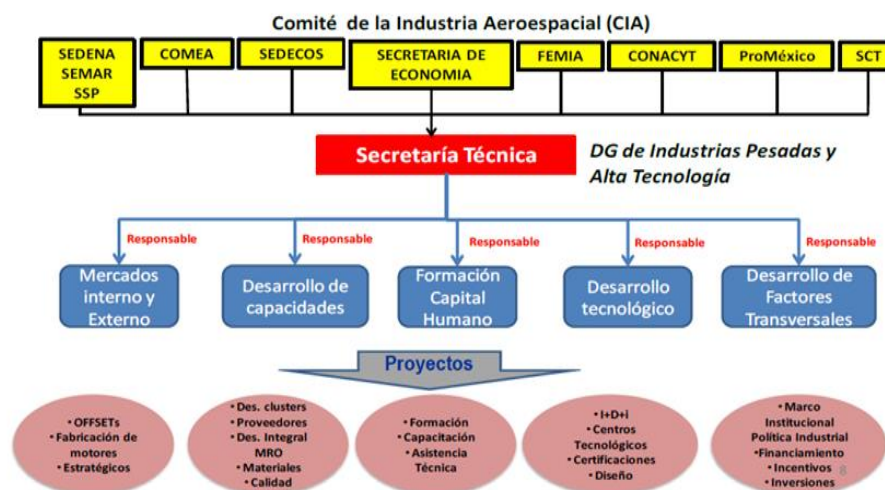 Comité de la Industria Aeroespacial (CIA)
SEDENA
SEMAR
SSP
COMEA
SEDECOS
SECRETARIA DE
ECONOMIA
FEMIA
CONACYT
ProMéxico
SCT
Secretaría Técnica
DG de Industrias Pesadas y
Alta Tecnología
Responsable
Responsable
Responsable
Responsable
Responsable
Mercados
interno y
Externo
Desarrollo de
capacidades
Formación
Capital
Humano
Desarrollo
tecnológico
Desarrollo de
Factores
Transversales
Proyectos
• OFFSETs
• Fabricación de
motores
• Estratégicos
• Des. clusters
• Proveedores
• Des. Integral
MRO
• Materiales
• Calidad
• Formación
• Capacitación
• Asistencia
Técnica
• I+D+i
• Centros
Tecnológicos
• Certificaciones
• Diseño
• Marco
Institucional
Política Industrial
•Financiamiento
• Incentivos
• Inversiones
8